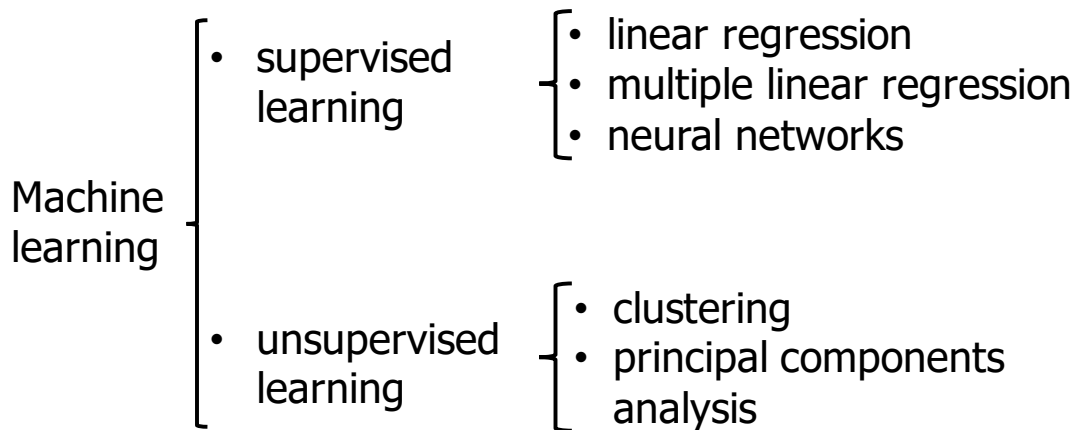 Machine
learning
• supervised
learning
• linear regression
• multiple linear regression
• neural networks
• unsupervised
learning
• clustering
• principal components
analysis